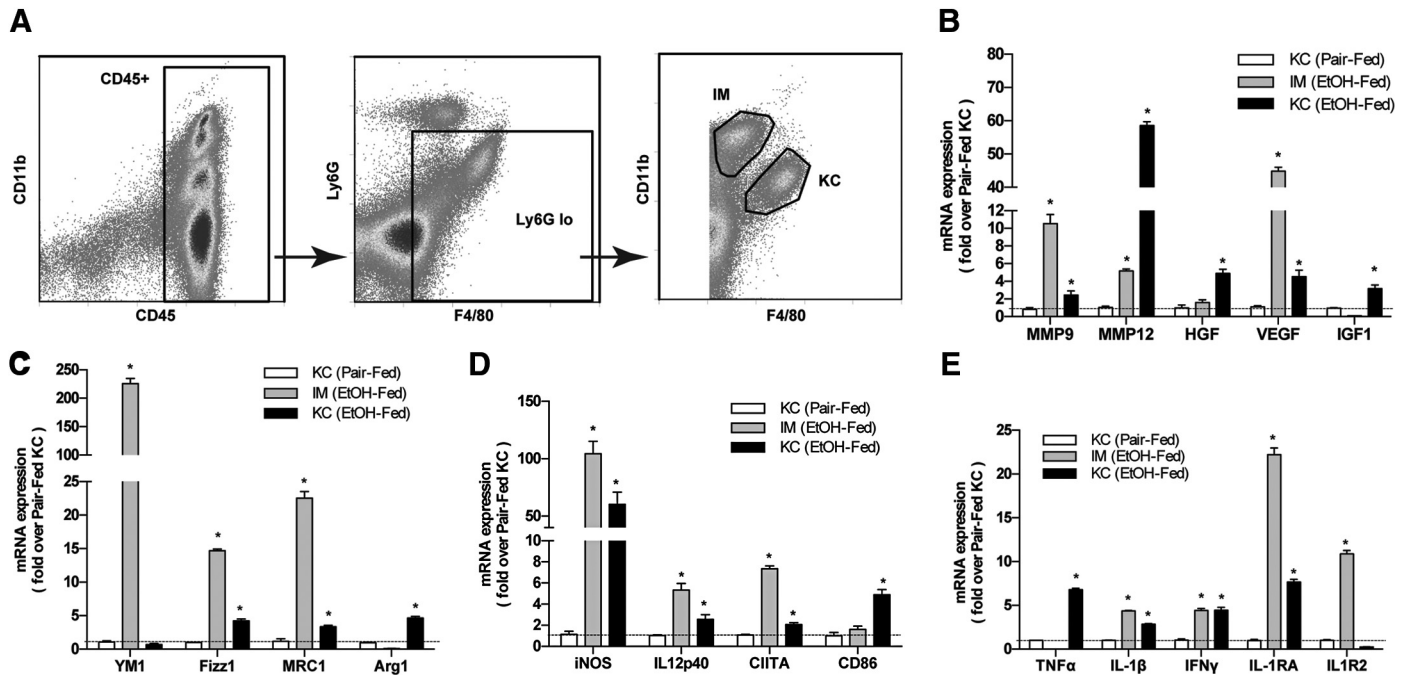 A
CD45+
CD11b
CD45
Ly6G
Ly6G lo
F4/80
IM
CD11b
KC
F4/80
B
KC (Pair-Fed)
IM (EtOH-Fed)
KC (EtOH-Fed)
mRNA expression
( fold over Pair-Fed KC )
80
70
60
50
40
12
10
8
6
4
2
0
* * * * * * * *
MMP9 MMP12 HGF VEGF IGF1
C
KC (Pair-Fed)
IM (EtOH-Fed)
KC (EtOH-Fed)
mRNA expression
( fold over Pair-Fed KC )
250
200
150
100
25
20
15
10
5
0
* * * * * *
YM1 Fizz1 MRC1 Arg1
D
KC (Pair-Fed)
IM (EtOH-Fed)
KC (EtOH-Fed)
mRNA expression
( fold over Pair-Fed KC )
150
100
50
10
8
6
4
2
0
* * * * * * *
iNOS IL12p40 CIITA CD86
E
KC (Pair-Fed)
IM (EtOH-Fed)
KC (EtOH-Fed)
mRNA expression
( fold over Pair-Fed KC )
25
20
15
10
5
0
* * * * * * * *
TNFα IL-1β IFNγ IL-1RA IL1R2